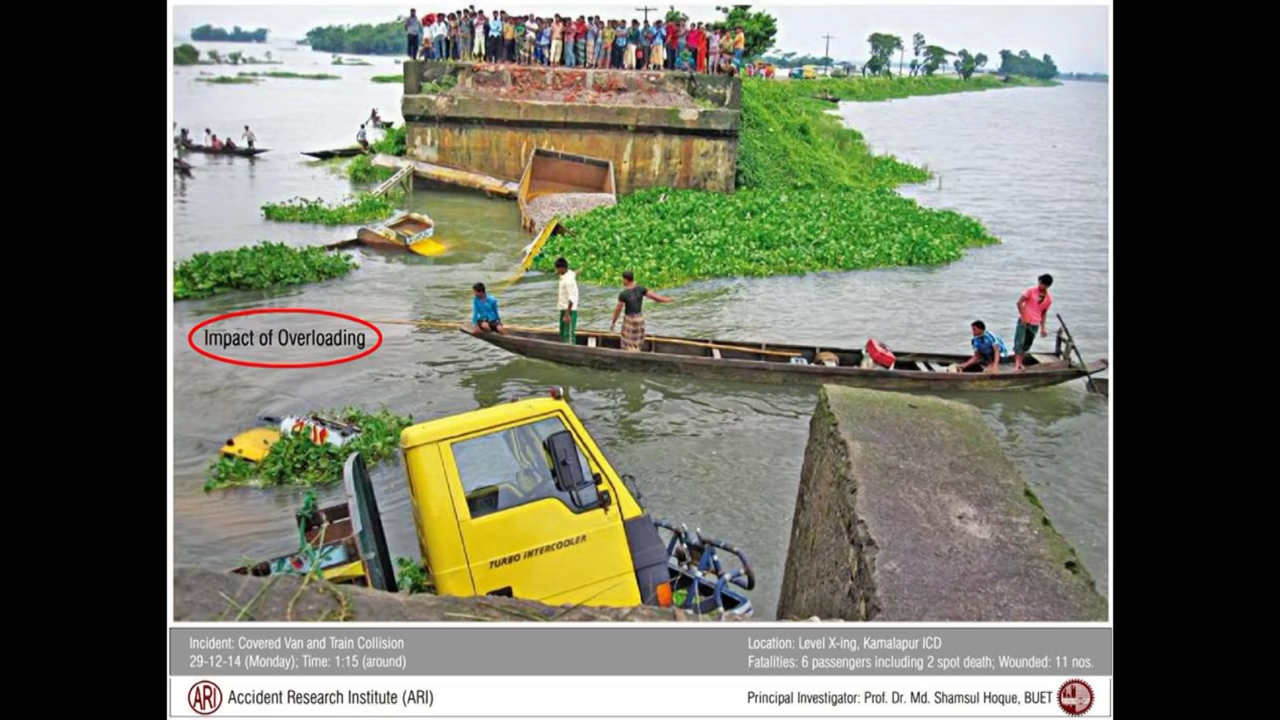 Impact of Overloading
TURBO INTERCOOLER
Incident: Covered Van and Train Collision
29-12-14 (Monday); Time: 1:15 (around)
Location: Level X-ing, Kamalapur ICD
Fatalities: 6 passengers including 2 spot death; Wounded: 11 nos.
ARI Accident Research Institute (ARI)
Principal Investigator: Prof. Dr. Md. Shamsul Hoque, BUET